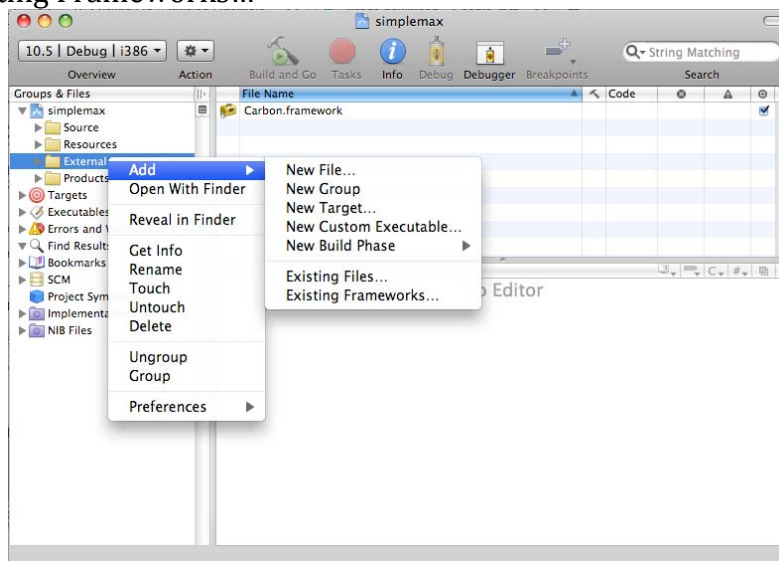 ng Frameworks...
simplemax
10.5 | Debug | i386
String Matching
Overview Action Build and Go Tasks Info Debug Debugger Breakpoints Search
Groups & Files
File Name Code
simplemax
Carbon.framework
Source
Resources
External
Products
Targets
Executables
Errors and
Find Results
Bookmarks
SCM
Project Sym
Implementa
NIB Files
Add
Open With Finder
Reveal in Finder
Get Info
Rename
Touch
Untouch
Delete
Ungroup
Group
Preferences
New File...
New Group
New Target...
New Custom Executable...
New Build Phase
Existing Files...
Existing Frameworks...
Editor